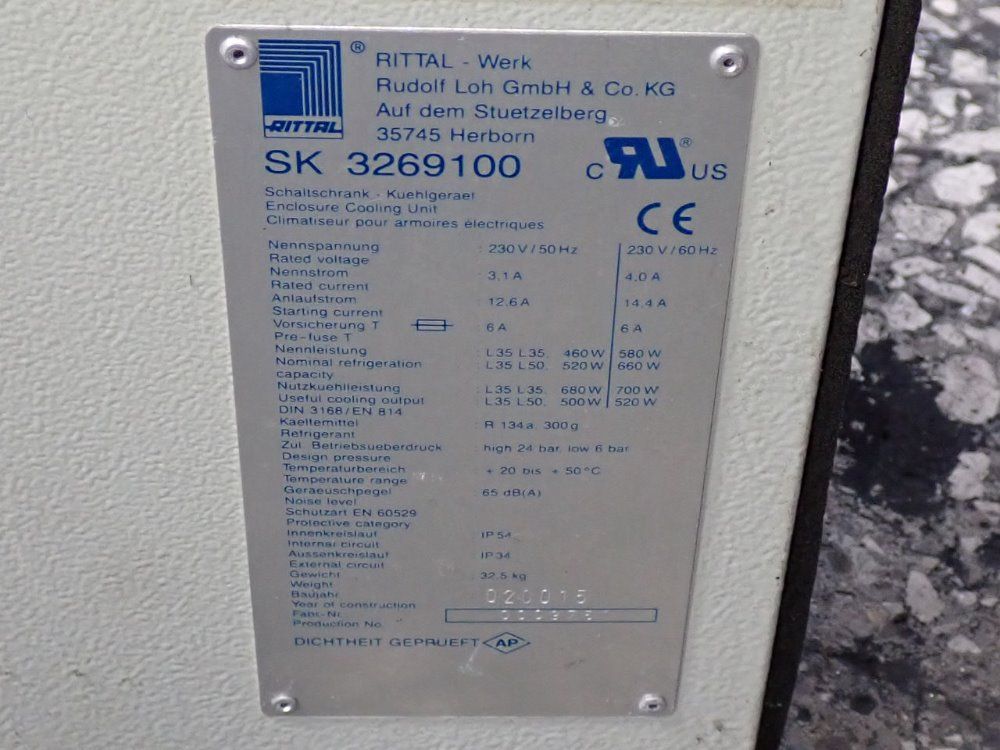 RITTAL
®
RITTAL - Werk
Rudolf Loh GmbH & Co. KG
Auf dem Stuetzelberg
35745 Herborn
SK 3269100
C RU ® US
Schaltschrank - Kuehlgeraet
Enclosure Cooling Unit
Climatiseur pour armoires électriques
CE
Nennspannung : 230 V / 50 Hz 230 V / 60 Hz
Rated voltage
Nennstrom : 3,1 A 4,0 A
Rated current
Anlaufstrom : 12,6 A 14,4 A
Starting current
Vorsicherung T : 6 A 6 A
Pre-fuse T
Nennleistung : L35 L35, 460 W 580 W
Nominal refrigeration : L35 L50, 520 W 660 W
capacity
Nutzkuehlleistung : L35 L35, 680 W 700 W
Useful cooling output : L35 L50, 500 W 520 W
DIN 3168/EN 814
Kaeltemittel : R 134a, 300 g
Refrigerant
Zul. Betriebsueberdruck : high 24 bar, low 6 bar
Design pressure
Temperaturbereich : + 20 bis + 50°C
Temperature range
Geraeuschpegel : 65 dB(A)
Noise level
Schutzart EN 60529
Protective category
Innenkreislauf : IP 54
Internal circuit
Aussenkreislauf : IP 34
External circuit
Gewicht : 32,5 kg
Weight
Baujahr 020015
Year of construction
Fabr.-Nr.
Production No.
DICHTHEIT GEPRUEFT AP